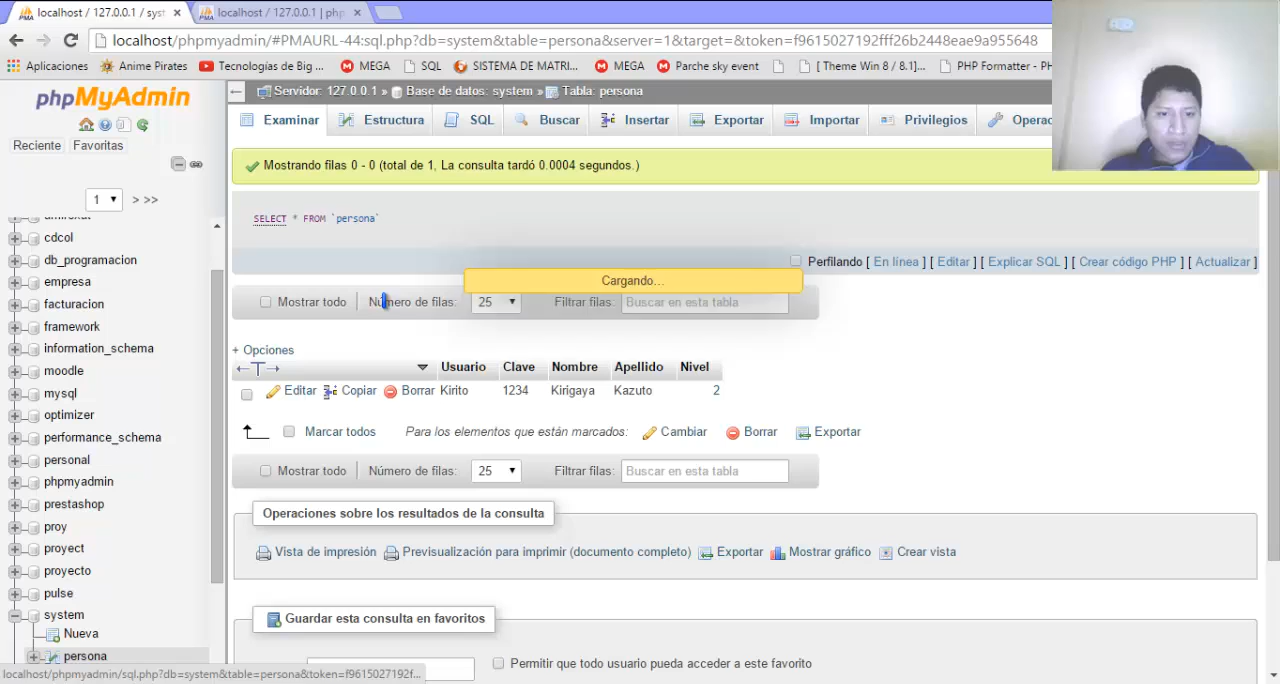 localhost / 127.0.0.1 / syst
localhost / 127.0.0.1 | php
localhost/phpmyadmin/#PMAURL-44:sql.php?db=system&table=persona&server=1&target=&token=f9615027192fff26b2448eae9a955648
Aplicaciones
Anime Pirates
Tecnologías de Big ...
MEGA
SQL
SISTEMA DE MATRI...
MEGA
Parche sky event
[ Theme Win 8 / 8.1]...
PHP Formatter - PH
phpMyAdmin
Servidor: 127.0.0.1 » Base de datos: system » Tabla: persona
Examinar
Estructura
SQL
Buscar
Insertar
Exportar
Importar
Privilegios
Opera
Reciente
Favoritas
1 > >>
Mostrando filas 0 - 0 (total de 1, La consulta tardó 0.0004 segundos.)
SELECT * FROM `persona`
cdcol
db_programacion
empresa
facturacion
framework
information_schema
moodle
mysql
optimizer
performance_schema
personal
phpmyadmin
prestashop
proy
proyect
proyecto
pulse
system
Nueva
persona
Perfilando [ En línea ] [ Editar ] [ Explicar SQL ] [ Crear código PHP ] [ Actualizar ]
Cargando...
Mostrar todo
Número de filas: 25
Filtrar filas: Buscar en esta tabla
+ Opciones
←T→
Usuario Clave Nombre Apellido Nivel
Editar Copiar Borrar Kirito 1234 Kirigaya Kazuto 2
Marcar todos
Para los elementos que están marcados: Cambiar Borrar Exportar
Mostrar todo
Número de filas: 25
Filtrar filas: Buscar en esta tabla
Operaciones sobre los resultados de la consulta
Vista de impresión Previsualización para imprimir (documento completo) Exportar Mostrar gráfico Crear vista
Guardar esta consulta en favoritos
Permitir que todo usuario pueda acceder a este favorito
localhost/phpmyadmin/sql.php?db=system&table=persona&token=f9615027192f...